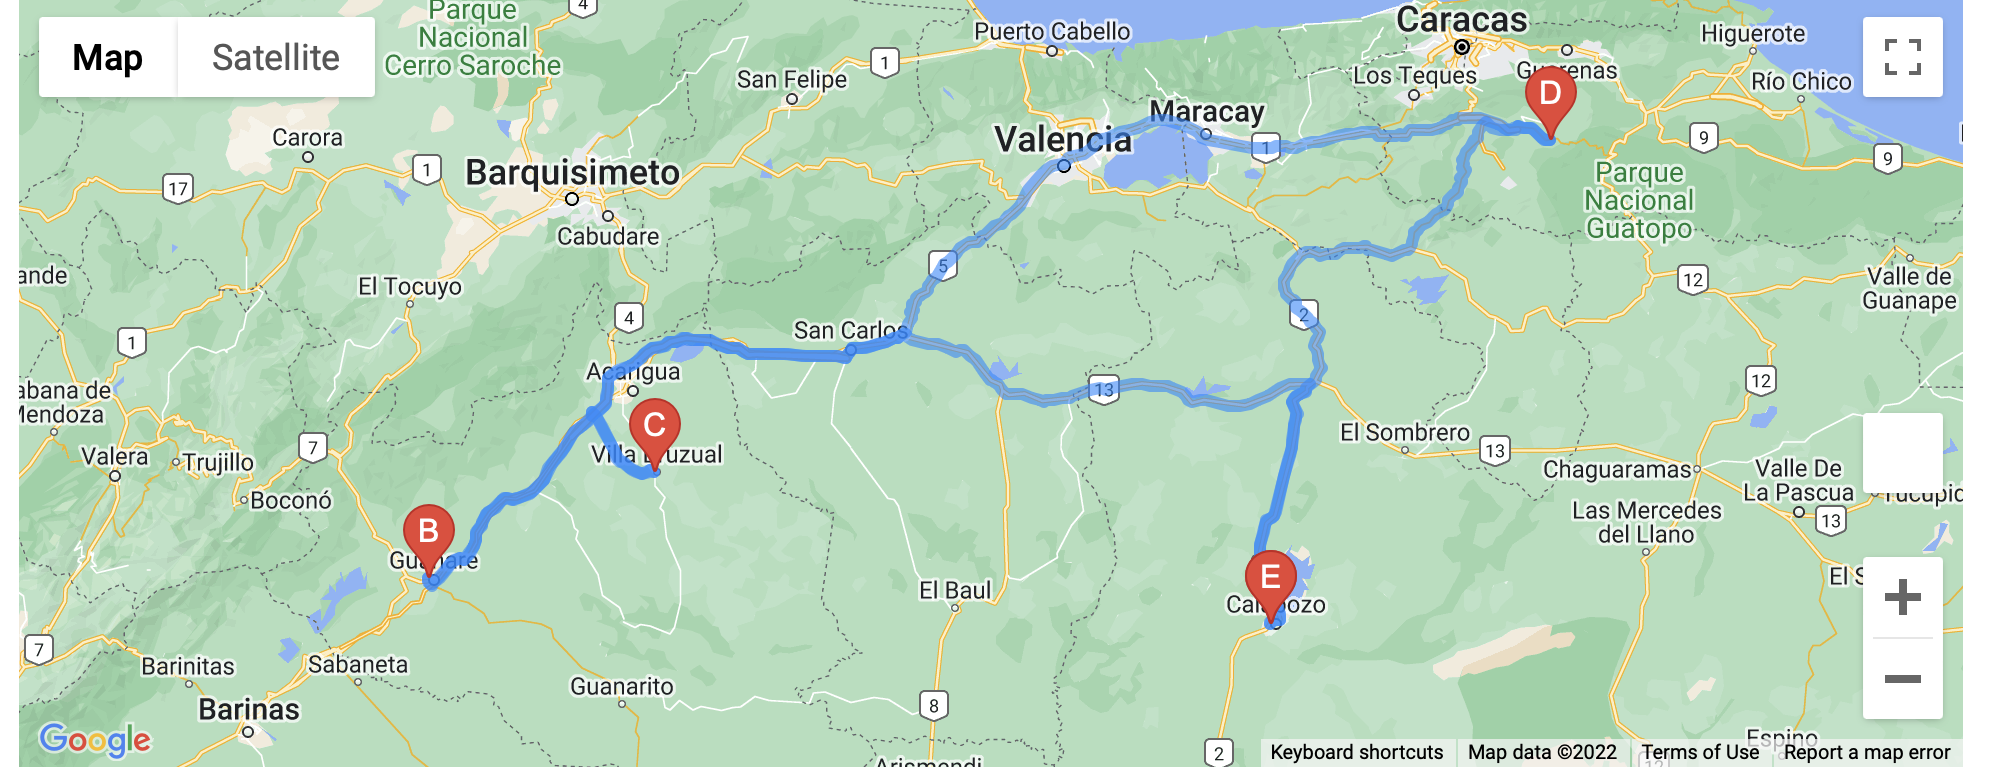 Map
Satellite
Parque
Nacional
Cerro Saroche
4
1
San Felipe
Puerto Cabello
Caracas
Los Teques
Guarenas
Higuerote
Río Chico
D
Carora
1
17
Barquisimeto
Cabudare
Valencia
Maracay
1
9
9
Parque
Nacional
Guatopo
ande
El Tocuyo
4
5
2
12
Valle de
Guanape
1
San Carlos
Acarigua
13
12
abana de
Mendoza
C
Villa Bruzual
El Sombrero
13
Chaguaramas
Valle De
La Pascua
Tucupid
13
7
Valera
Trujillo
Boconó
Las Mercedes
del Llano
B
Guanare
E
Calabozo
El Baul
El S
7
Barinitas
Sabaneta
Guanarito
8
Barinas
2
Espino
Arismendi
12
Google
Keyboard shortcuts
Map data ©2022
Terms of Use
Report a map error